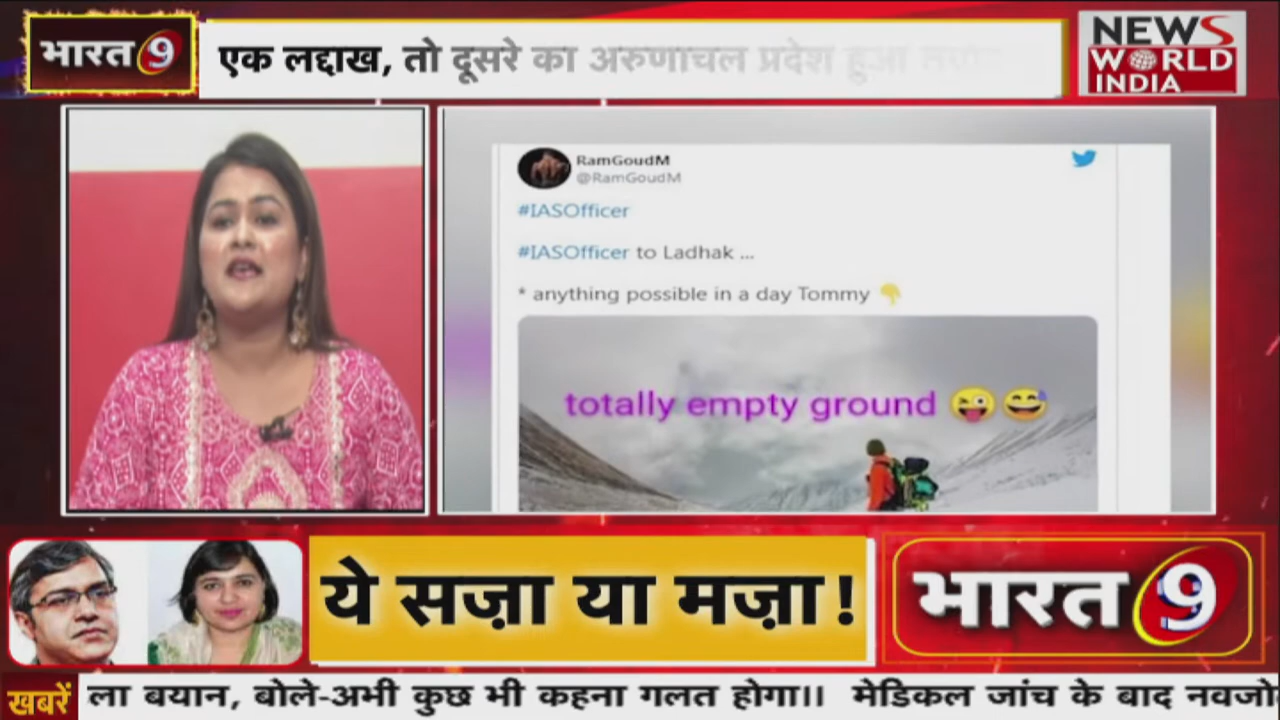 भारत 9
एक लद्दाख, तो दूसरे का अरुणाचल प्रदेश हुआ
NEWS
WORLD
INDIA
RamGoudM
@RamGoudM
#IASOfficer
#IASOfficer to Ladhak ...
* anything possible in a day Tommy 👇
totally empty ground 😜😅
ये सज़ा या मज़ा!
भारत 9
खबरें
ला बयान, बोले-अभी कुछ भी कहना गलत होगा।। मेडिकल जांच के बाद नवजो